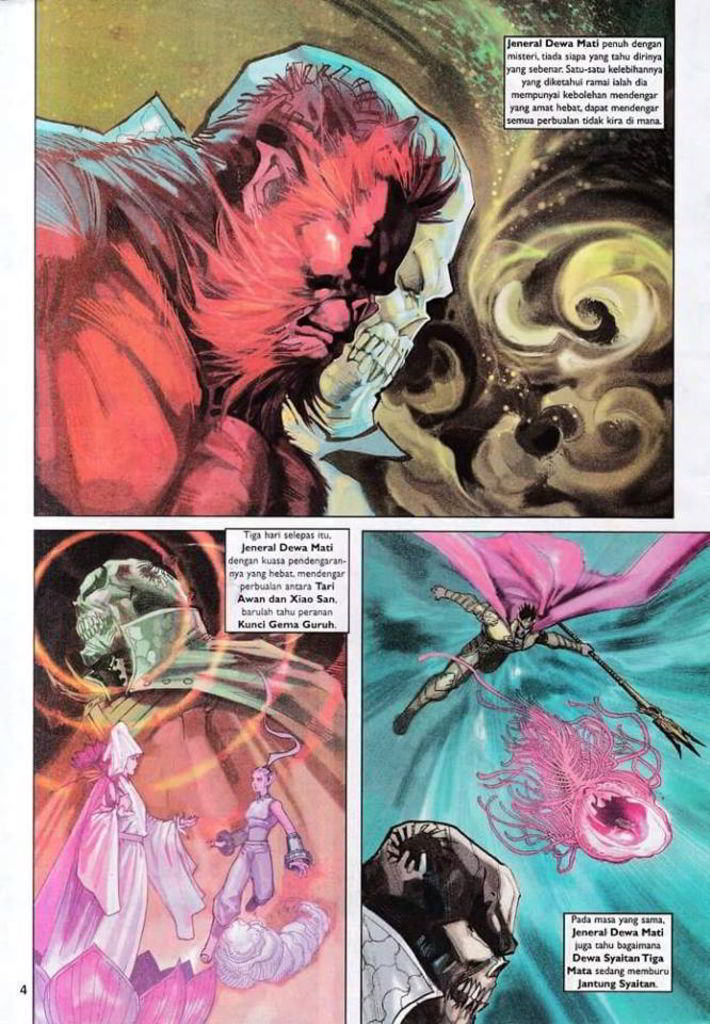 Jeneral Dewa Mati penuh dengan
misteri, tiada siapa yang tahu dirinya
yang sebenar. Satu-satu kelebihannya
yang diketahui ramai ialah dia
mempunyai kebolehan mendengar
yang amat hebat, dapat mendengar
semua perbualan tidak kira di mana.
Tiga hari selepas itu,
Jeneral Dewa Mati
dengan kuasa pendengaran-
nya yang hebat, mendengar
perbualan antara Tari
Awan dan Xiao San,
barulah tahu peranan
Kunci Gema Guruh.
Pada masa yang sama,
Jeneral Dewa Mati
juga tahu bagaimana
Dewa Syaitan Tiga
Mata sedang memburu
Jantung Syaitan.
4